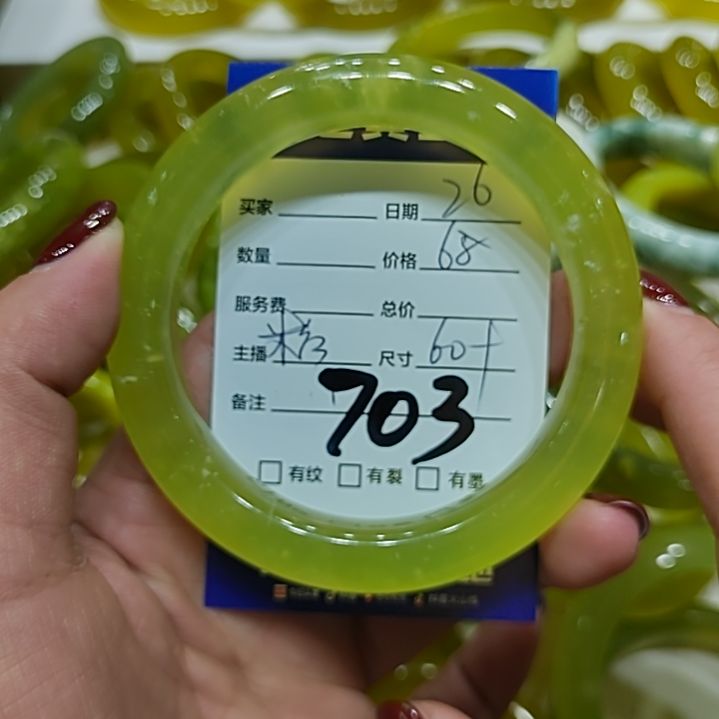 买家 日期 26
数量 价格 68
服务费 总价
主播 尺寸 60+
备注 703
有纹 有裂 有墨